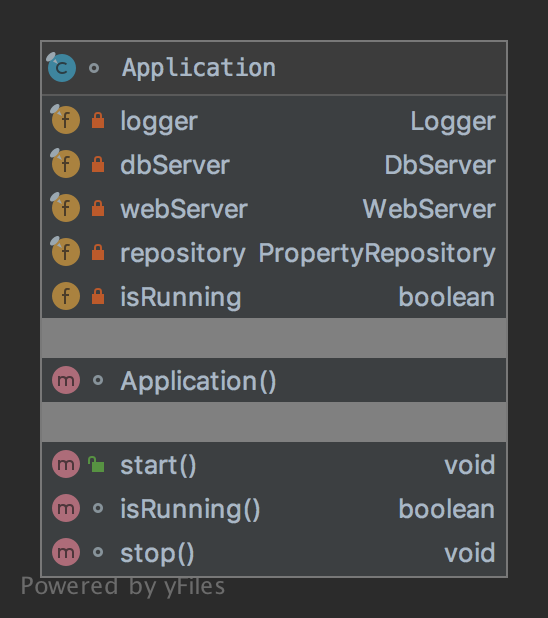 Application
logger Logger
dbServer DbServer
webServer WebServer
repository PropertyRepository
isRunning boolean
Application()
start() void
isRunning() boolean
stop() void
Powered by yFiles